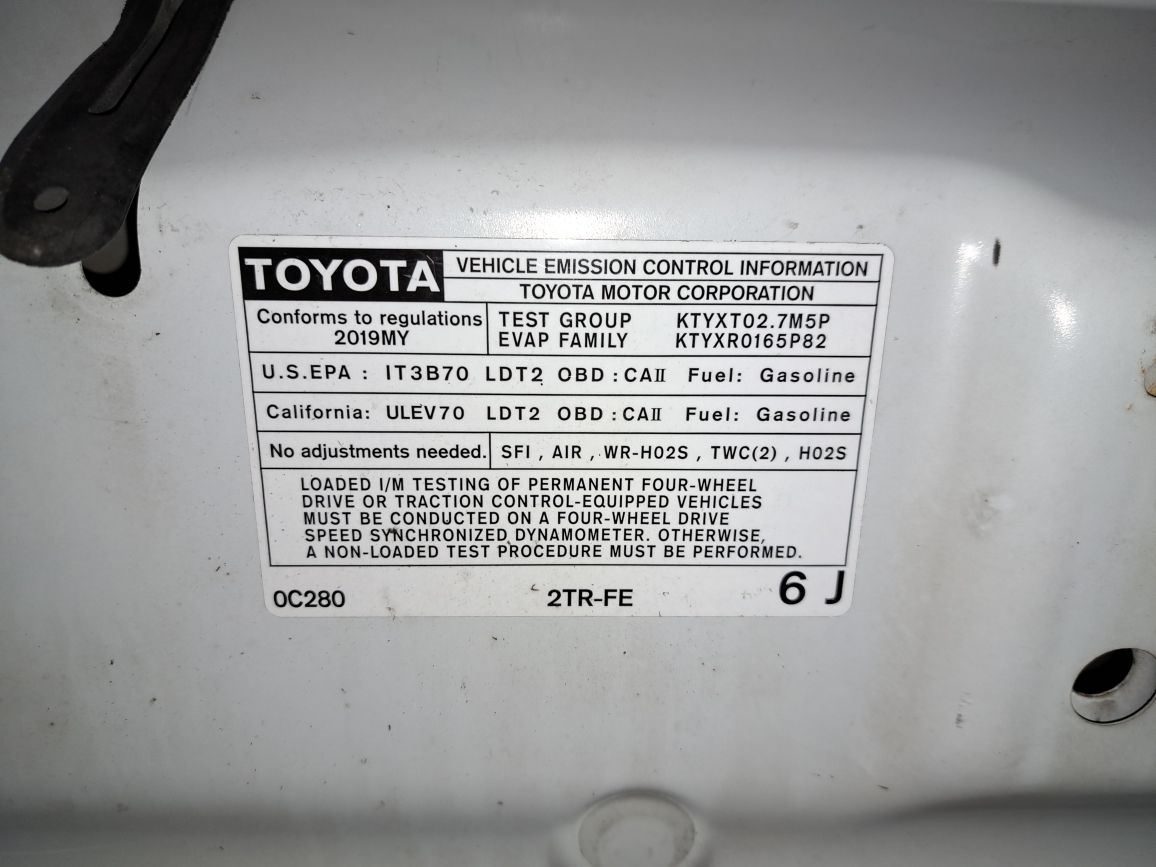 TOYOTA
VEHICLE EMISSION CONTROL INFORMATION
TOYOTA MOTOR CORPORATION
Conforms to regulations
2019MY
TEST GROUP KTYXT02.7M5P
EVAP FAMILY KTYXR0165P82
U.S.EPA : IT3B70 LDT2 OBD :CAⅡ Fuel: Gasoline
California: ULEV70 LDT2 OBD :CAⅡ Fuel: Gasoline
No adjustments needed.
SFI , AIR , WR-HO2S , TWC(2) , HO2S
LOADED I/M TESTING OF PERMANENT FOUR-WHEEL
DRIVE OR TRACTION CONTROL-EQUIPPED VEHICLES
MUST BE CONDUCTED ON A FOUR-WHEEL DRIVE
SPEED SYNCHRONIZED DYNAMOMETER. OTHERWISE,
A NON-LOADED TEST PROCEDURE MUST BE PERFORMED.
0C280 2TR-FE 6 J